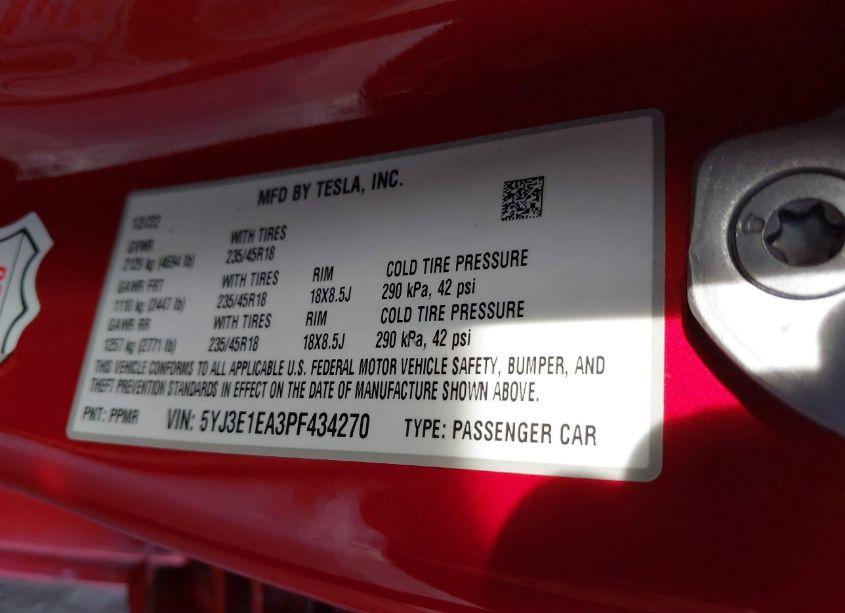 MFD BY TESLA, INC.
12/22
GVWR WITH TIRES
2129 kg (4694 lb) 235/45R18
GAWR FRT WITH TIRES RIM COLD TIRE PRESSURE
1110 kg (2447 lb) 235/45R18 18X8.5J 290 kPa, 42 psi
GAWR RR WITH TIRES RIM COLD TIRE PRESSURE
1257 kg (2771 lb) 235/45R18 18X8.5J 290 kPa, 42 psi
THIS VEHICLE CONFORMS TO ALL APPLICABLE U.S. FEDERAL MOTOR VEHICLE SAFETY, BUMPER, AND
THEFT PREVENTION STANDARDS IN EFFECT ON THE DATE OF MANUFACTURE SHOWN ABOVE.
PNT: PPMR VIN: 5YJ3E1EA3PF434270 TYPE: PASSENGER CAR